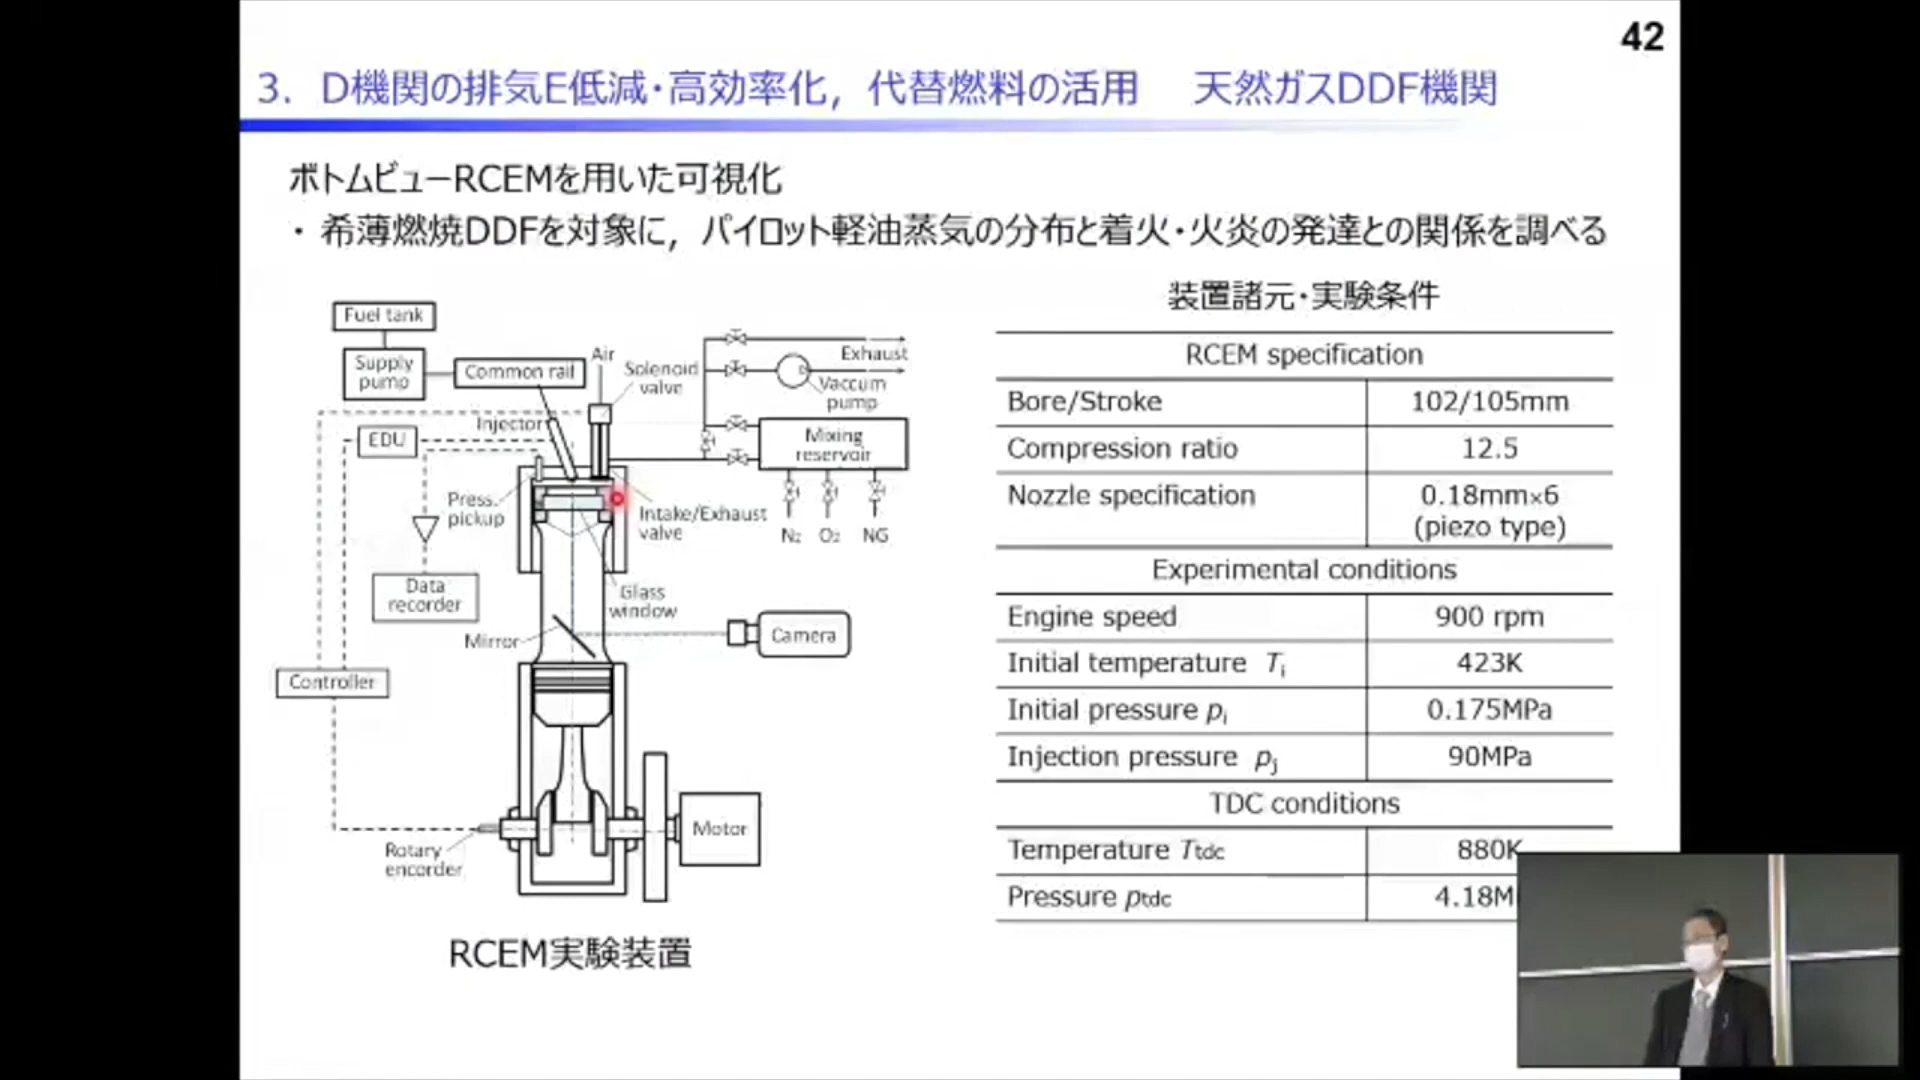 42
3. D機関の排気E低減・高効率化，代替燃料の活用 天然ガスDDF機関
ボトムビューRCEMを用いた可視化
・ 希薄燃焼DDFを対象に，パイロット軽油蒸気の分布と着火・火炎の発達との関係を調べる
Fuel tank
Supply
pump
Common rail
Air
Solenoid
valve
Exhaust
Vaccum
pump
Injector
EDU
Mixing
reservoir
Press.
pickup
Intake/Exhaust
valve
N₂ O₂ NG
Data
recorder
Glass
window
Mirror
Camera
Controller
Motor
Rotary
encorder
RCEM実験装置
装置諸元・実験条件
RCEM specification
Bore/Stroke 102/105mm
Compression ratio 12.5
Nozzle specification 0.18mm×6
(piezo type)
Experimental conditions
Engine speed 900 rpm
Initial temperature Ti 423K
Initial pressure pi 0.175MPa
Injection pressure pj 90MPa
TDC conditions
Temperature Ttdc 880K
Pressure ptdc 4.18M